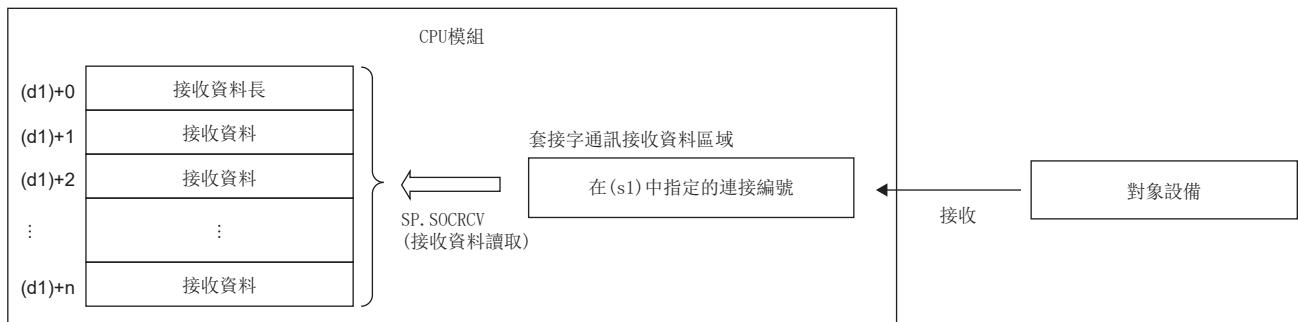 CPU模組
(d1)+0 接收資料長
(d1)+1 接收資料
(d1)+2 接收資料
⋮ ⋮
(d1)+n 接收資料
SP.SOCRCV
(接收資料讀取)
套接字通訊接收資料區域
在(s1)中指定的連接編號
接收
對象設備